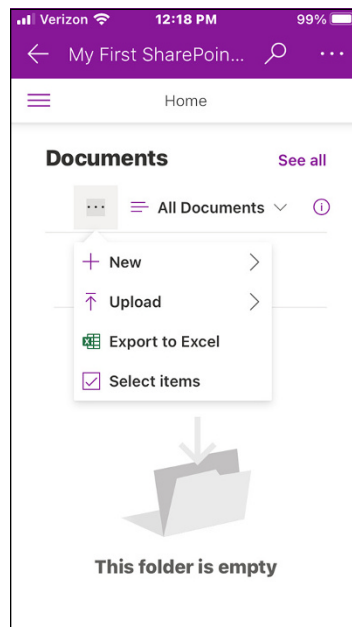 Verizon 12:18 PM 99%
My First SharePoin...
Home
Documents See all
All Documents
New
Upload
Export to Excel
Select items
This folder is empty